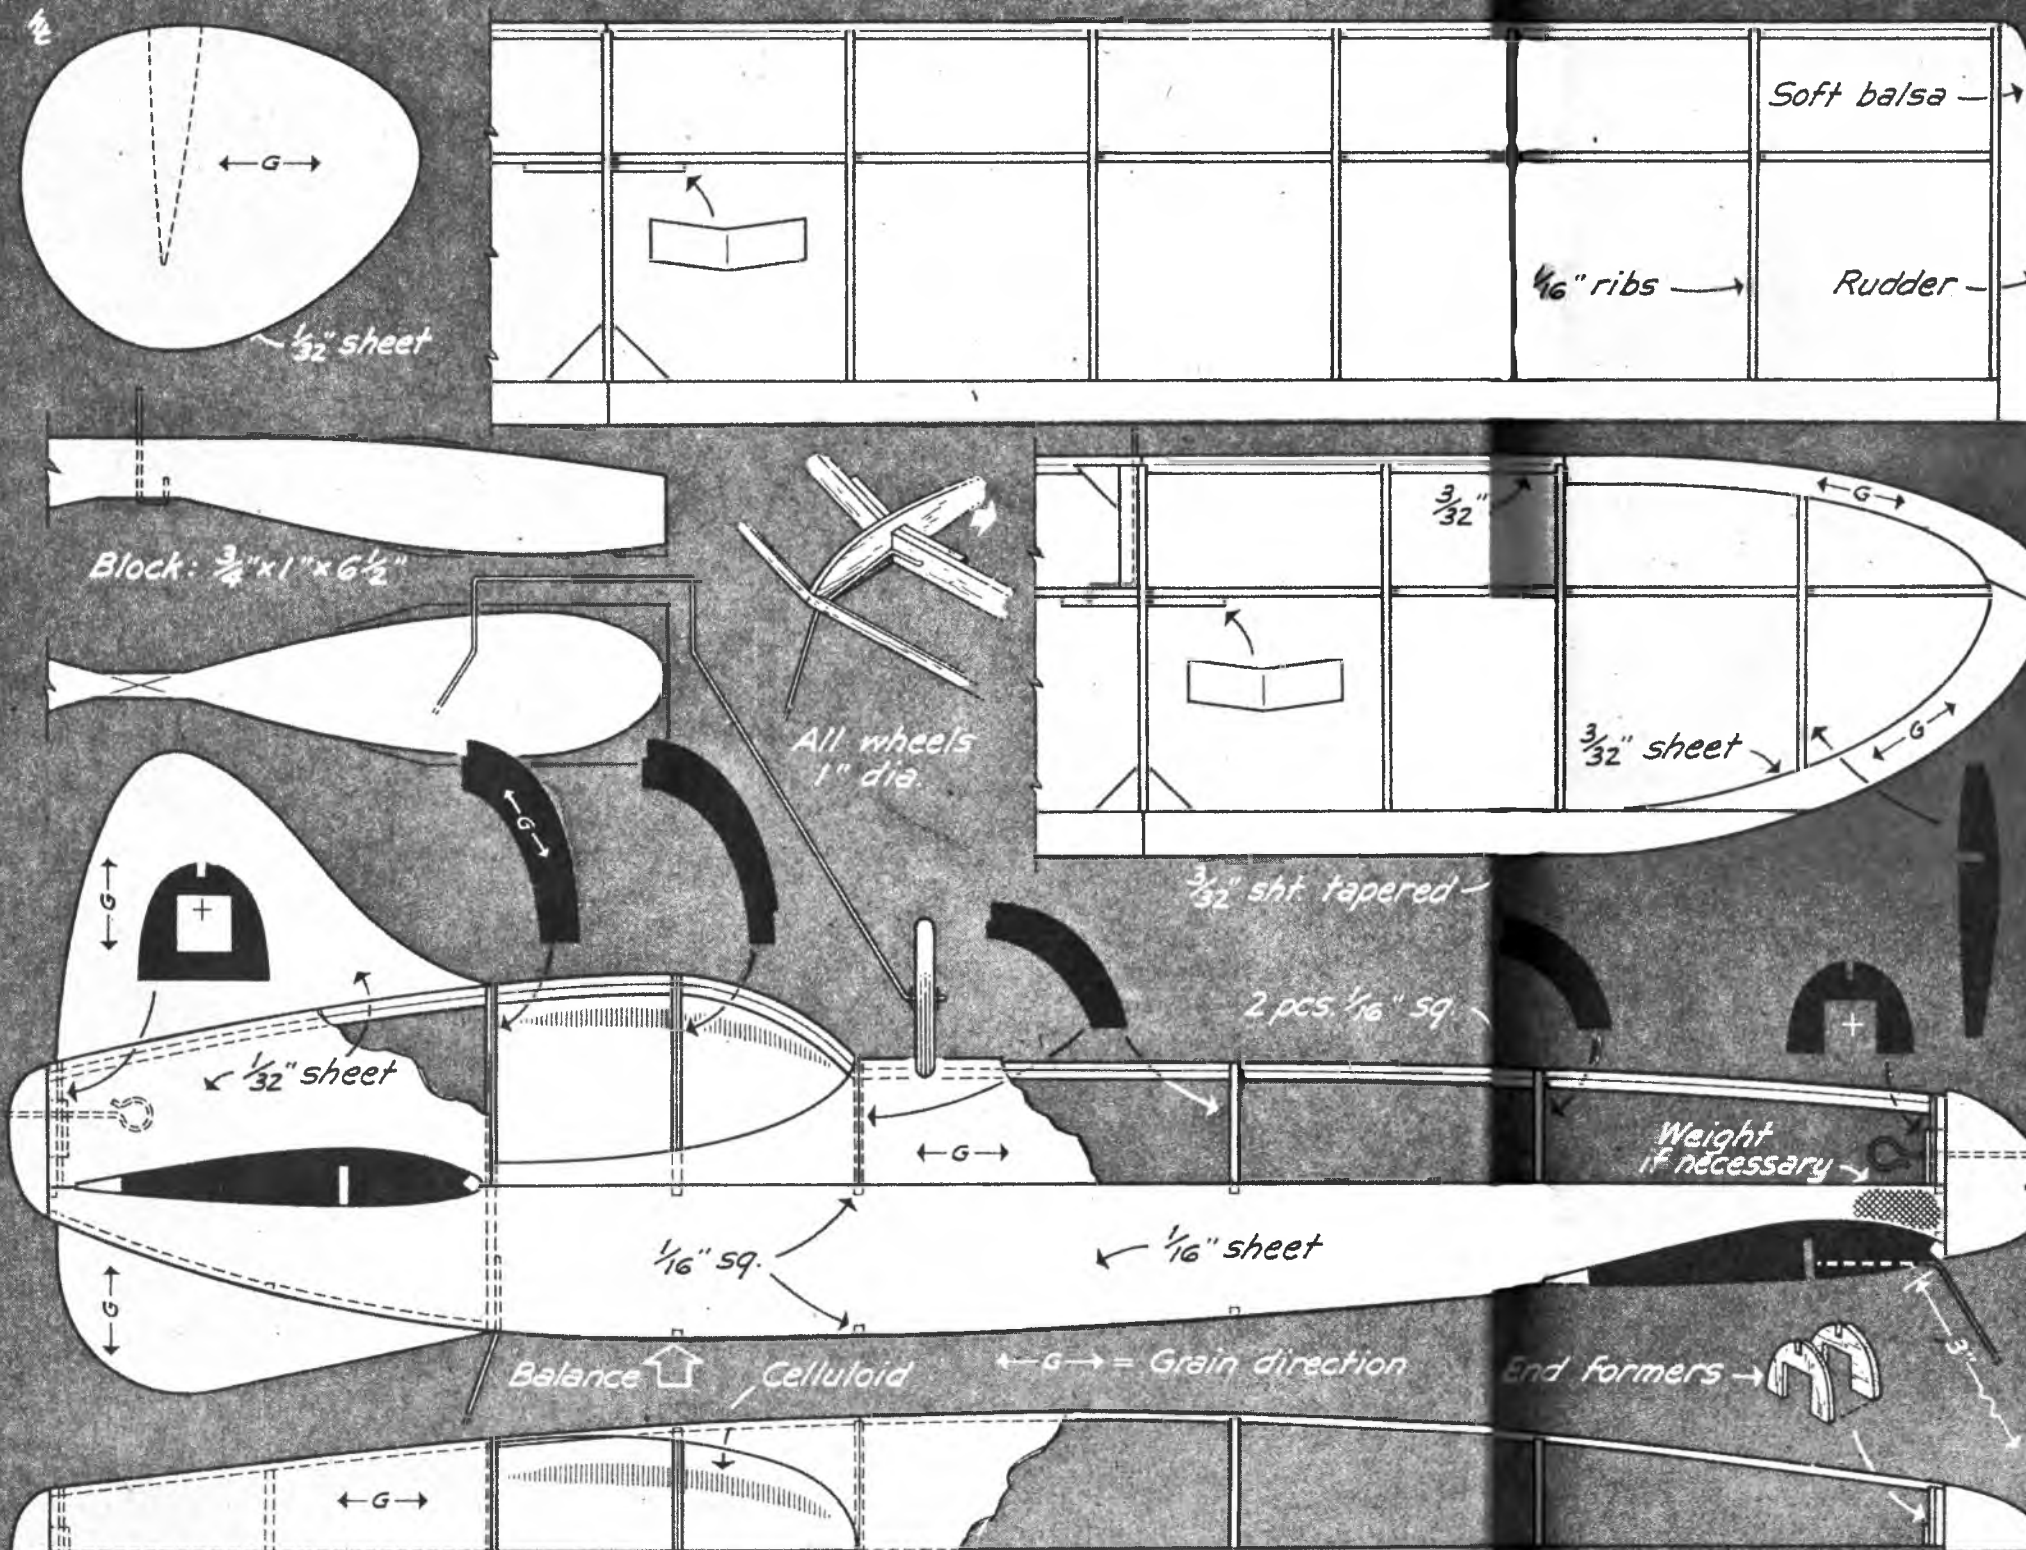 Soft balsa
← G →
1/16" ribs
Rudder
1/32" sheet
Block: 3/4" x 1" x 6 1/2"
3/32"
← G →
All wheels
1" dia.
3/32" sheet
← G →
← G →
← G →
3/32" sht. tapered
2 pcs. 1/16" sq.
1/32" sheet
← G →
Weight
if necessary
1/16" sq.
1/16" sheet
← G →
Balance
Celluloid
← G → = Grain direction
End formers
3"
← G →